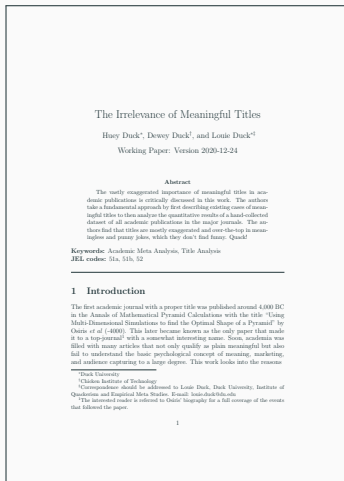 The Irrelevance of Meaningful Titles
Huey Duck*, Dewey Duck†, and Louie Duck*‡
Working Paper: Version 2020-12-24
Abstract
The vastly exaggerated importance of meaningful titles in aca-
demic publications is critically discussed in this work. The authors
take a fundamental approach by first describing existing cases of mean-
ingful titles to then analyze the quantitative results of a hand-collected
dataset of all academic publications in the major journals. The au-
thors find that titles are mostly exaggerated and over-the-top in mean-
ingless and punny jokes, which they don't find funny. Quack!
Keywords: Academic Meta Analysis, Title Analysis
JEL codes: 51a, 51b, 52
1 Introduction
The first academic journal with a proper title was published around 4,000 BC
in the Annals of Mathematical Pyramid Calculations with the title "Using
Multi-Dimensional Simulations to find the Optimal Shape of a Pyramid" by
Osiris et al (-4000). This later became known as the only paper that made
it to a top-journal¹ with a somewhat interesting name. Soon, academia was
filled with many articles that not only qualify as plain meaningful but also
fail to understand the basic psychological concept of meaning, marketing,
and audience capturing to a large degree. This work looks into the reasons
*Duck University
†Chicken Institute of Technology
‡Correspondence should be addressed to Louie Duck, Duck University, Institute of
Quackerism and Empirical Meta Studies. E-mail: louie.duck@du.edu
¹The interested reader is referred to Osiris' biography for a full coverage of the events
that followed the paper.
1